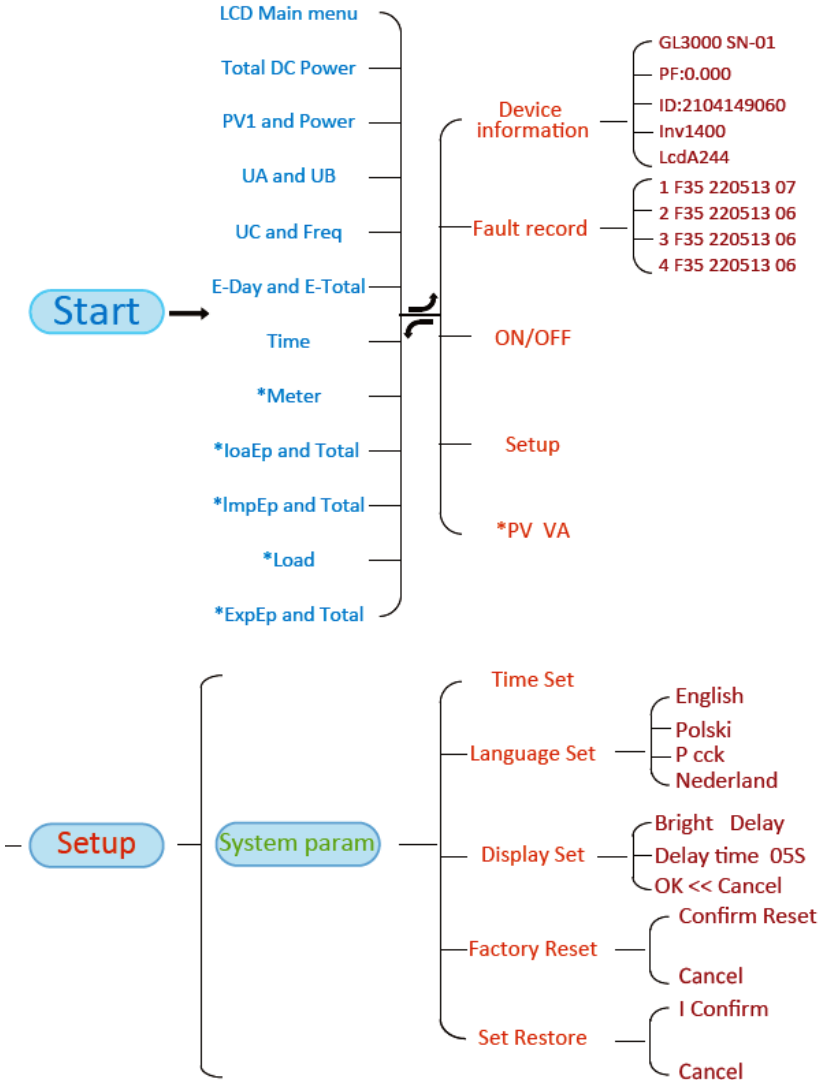 LCD Main menu
Total DC Power
PV1 and Power
UA and UB
UC and Freq
E-Day and E-Total
Start
Time
*Meter
*IoaEp and Total
*ImpEp and Total
*Load
*ExpEp and Total
Device
information
GL3000 SN-01
PF:0.000
ID:2104149060
Inv1400
LcdA244
Fault record
1 F35 220513 07
2 F35 220513 06
3 F35 220513 06
4 F35 220513 06
ON/OFF
Setup
*PV VA
Setup
System param
Time Set
Language Set
English
Polski
P cck
Nederland
Display Set
Bright Delay
Delay time 05S
OK << Cancel
Factory Reset
Confirm Reset
Cancel
Set Restore
I Confirm
Cancel